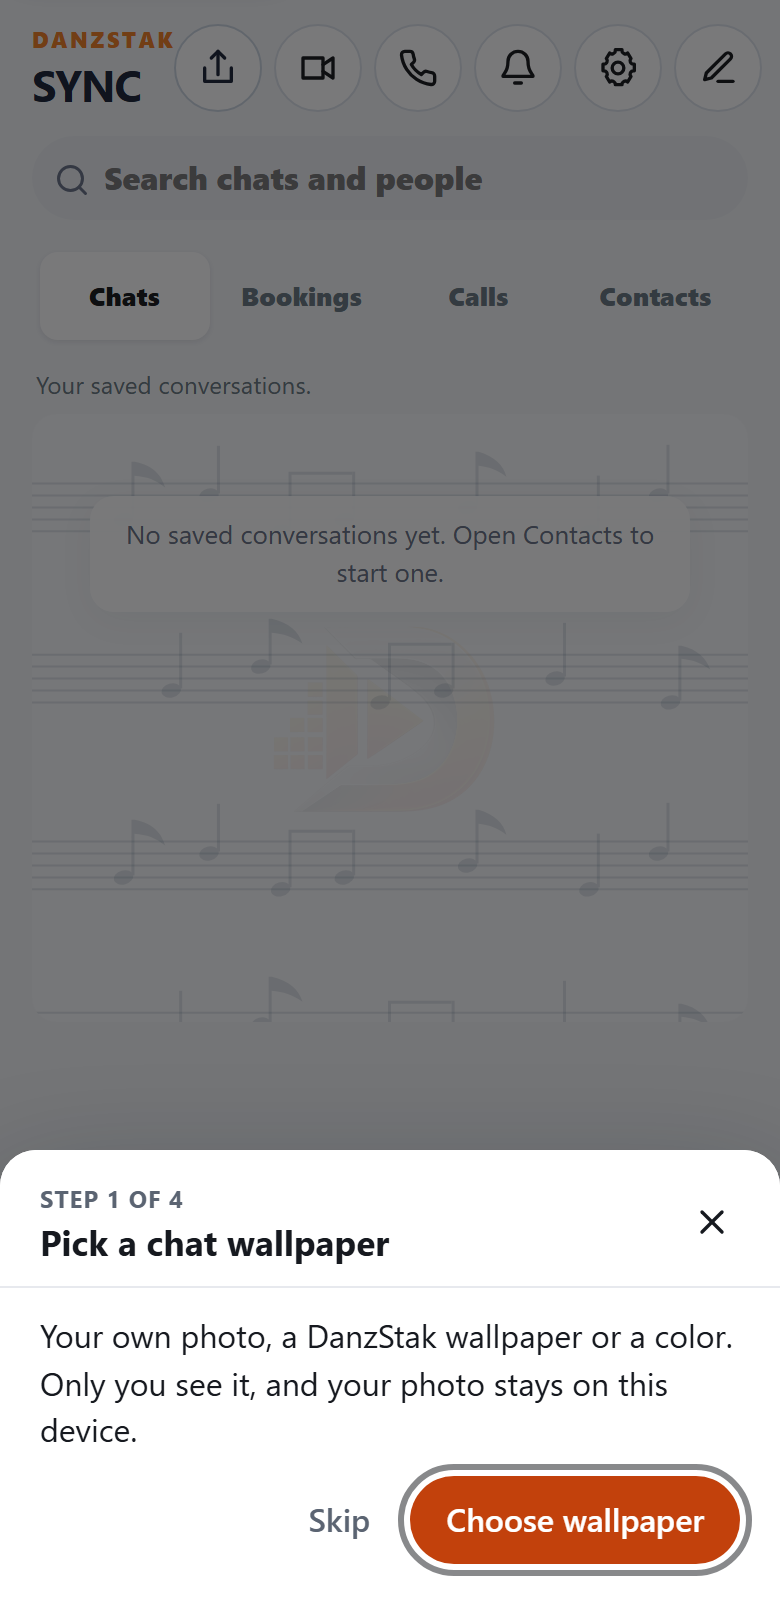 DANZSTAK
SYNC
Search chats and people
Chats
Bookings
Calls
Contacts
Your saved conversations.
No saved conversations yet. Open Contacts to
start one.
STEP 1 OF 4
Pick a chat wallpaper
Your own photo, a DanzStak wallpaper or a color.
Only you see it, and your photo stays on this
device.
Skip
Choose wallpaper